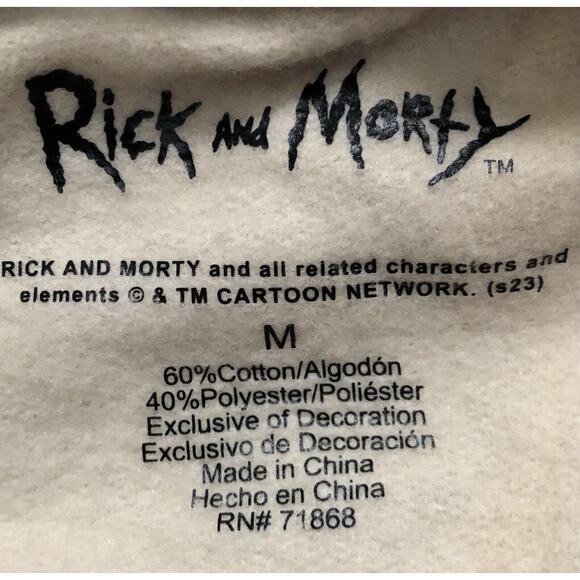 Rick And Morty TM
RICK AND MORTY and all related characters and
elements © & TM CARTOON NETWORK. (s23)
M
60%Cotton/Algodón
40%Polyester/Poliéster
Exclusive of Decoration
Exclusivo de Decoración
Made in China
Hecho en China
RN# 71868